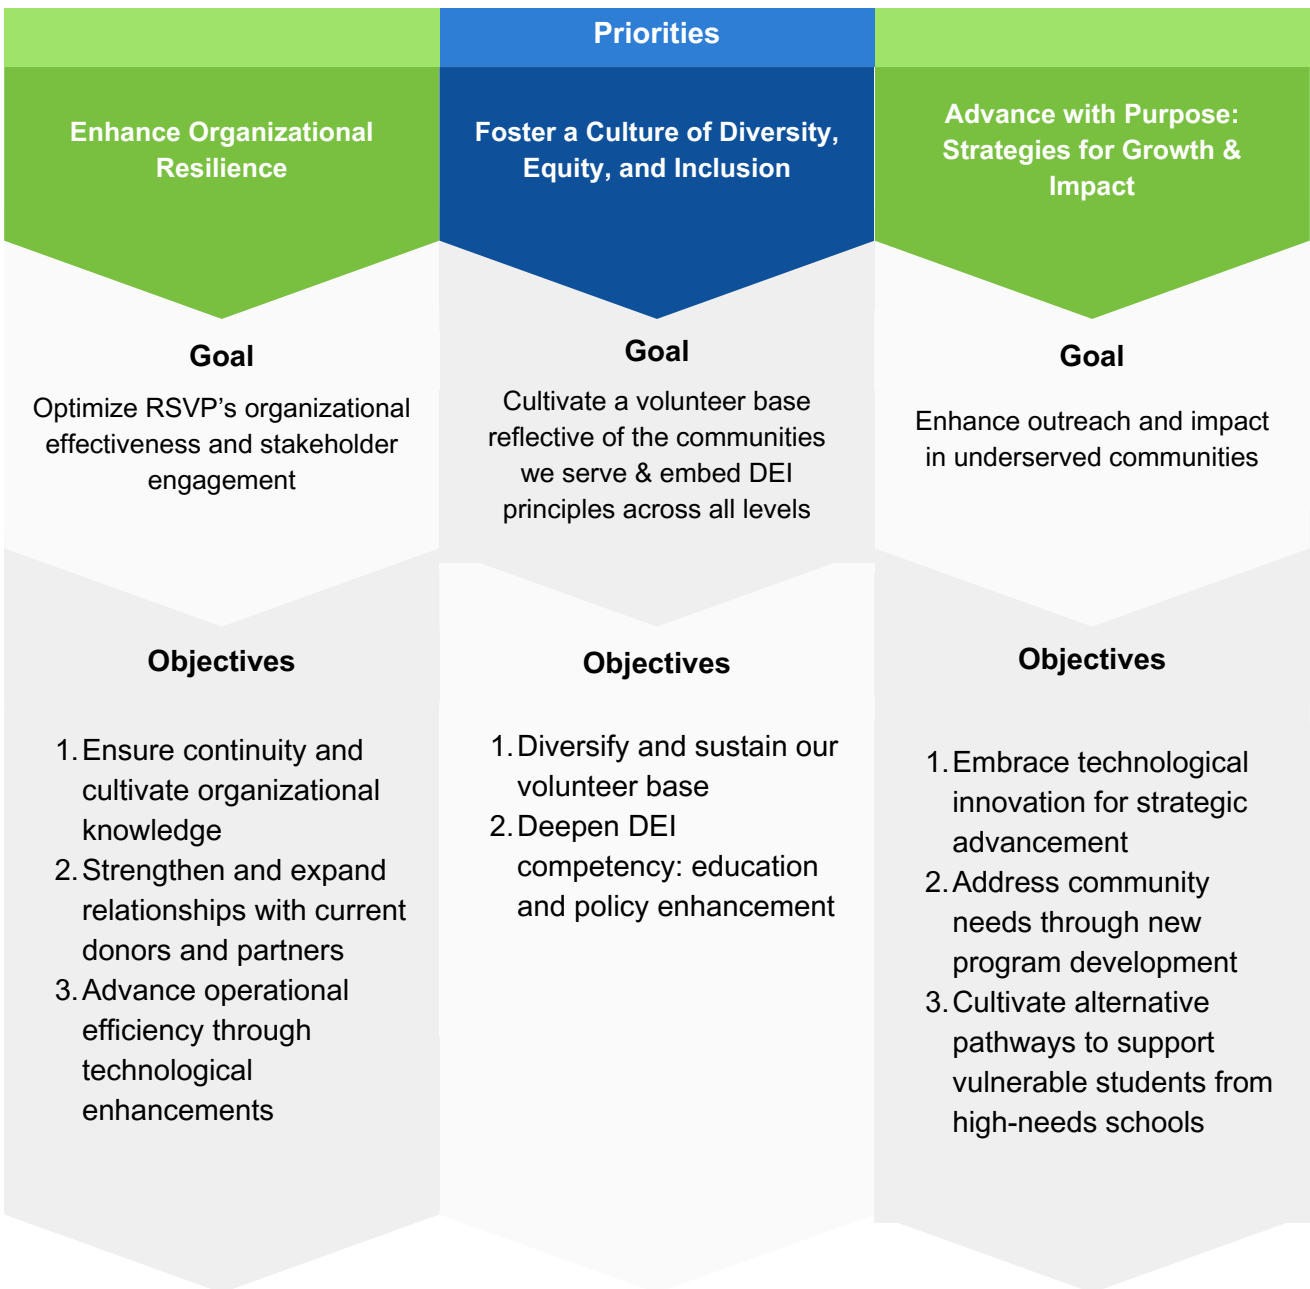 Priorities
Enhance Organizational
Resilience
Foster a Culture of Diversity,
Equity, and Inclusion
Advance with Purpose:
Strategies for Growth &
Impact
Goal
Optimize RSVP’s organizational
effectiveness and stakeholder
engagement
Goal
Cultivate a volunteer base
reflective of the communities
we serve & embed DEI
principles across all levels
Goal
Enhance outreach and impact
in underserved communities
Objectives
1. Ensure continuity and
cultivate organizational
knowledge
2. Strengthen and expand
relationships with current
donors and partners
3. Advance operational
efficiency through
technological
enhancements
Objectives
1. Diversify and sustain our
volunteer base
2. Deepen DEI
competency: education
and policy enhancement
Objectives
1. Embrace technological
innovation for strategic
advancement
2. Address community
needs through new
program development
3. Cultivate alternative
pathways to support
vulnerable students from
high-needs schools